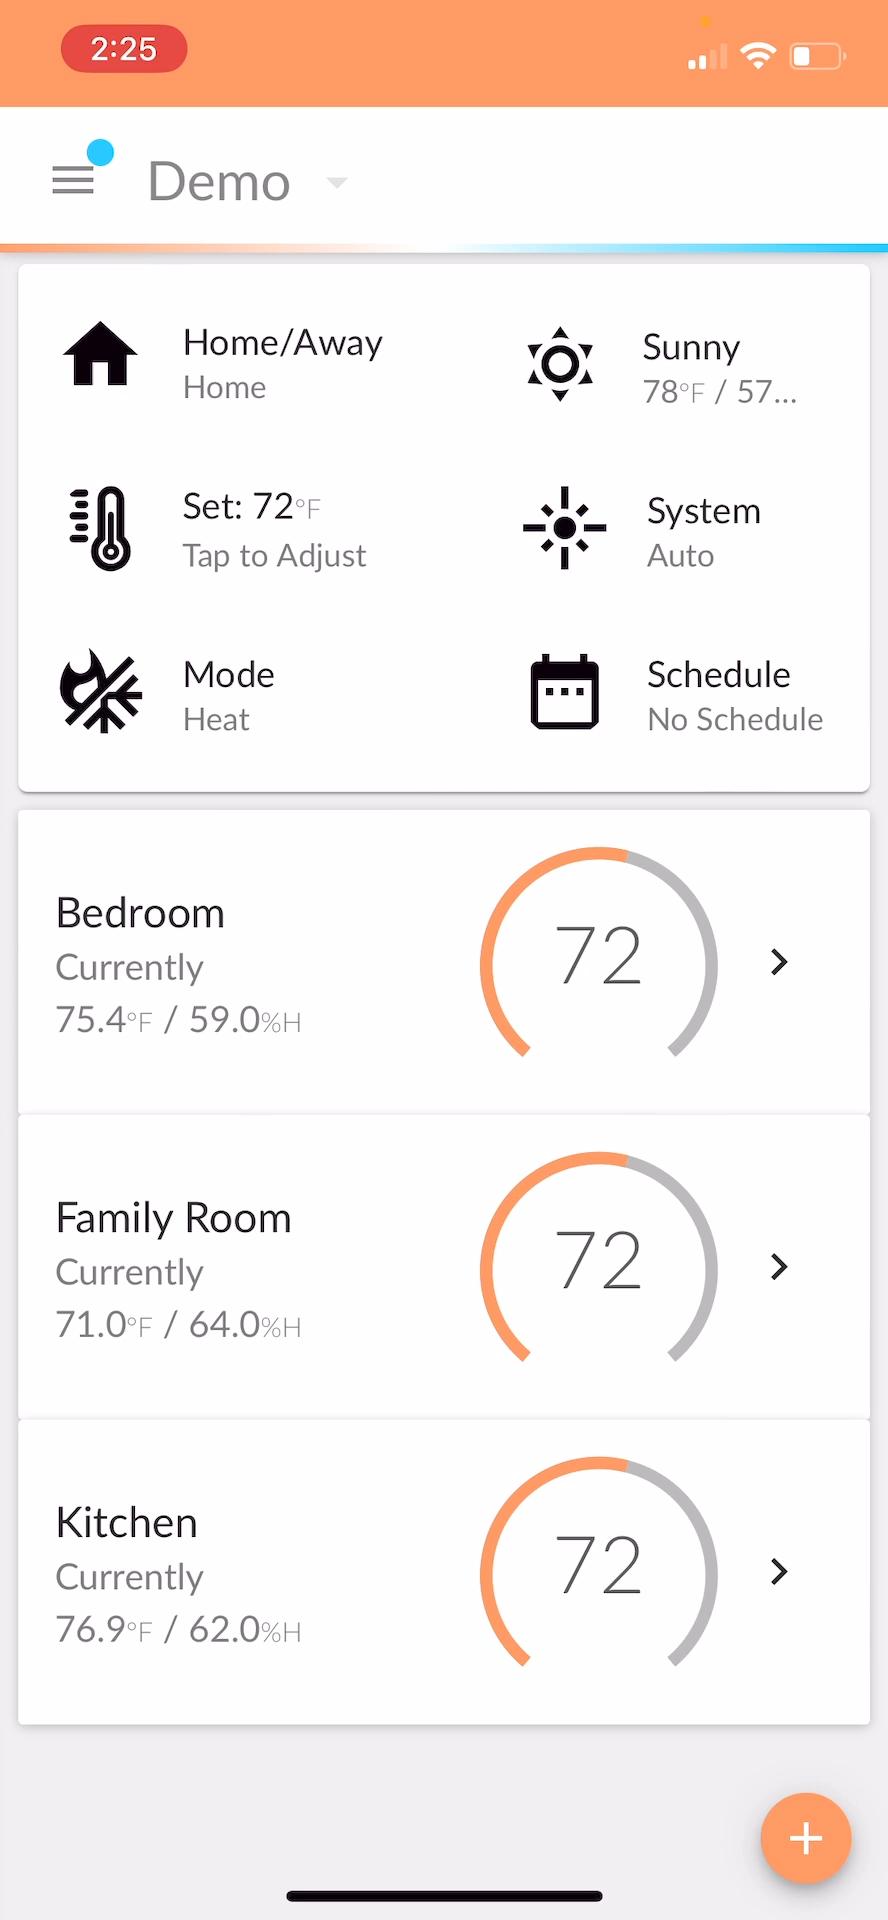 2:25
Demo
Home/Away
Home
Sunny
78°F / 57...
Set: 72°F
Tap to Adjust
System
Auto
Mode
Heat
Schedule
No Schedule
Bedroom
Currently
75.4°F / 59.0%H
72
Family Room
Currently
71.0°F / 64.0%H
72
Kitchen
Currently
76.9°F / 62.0%H
72